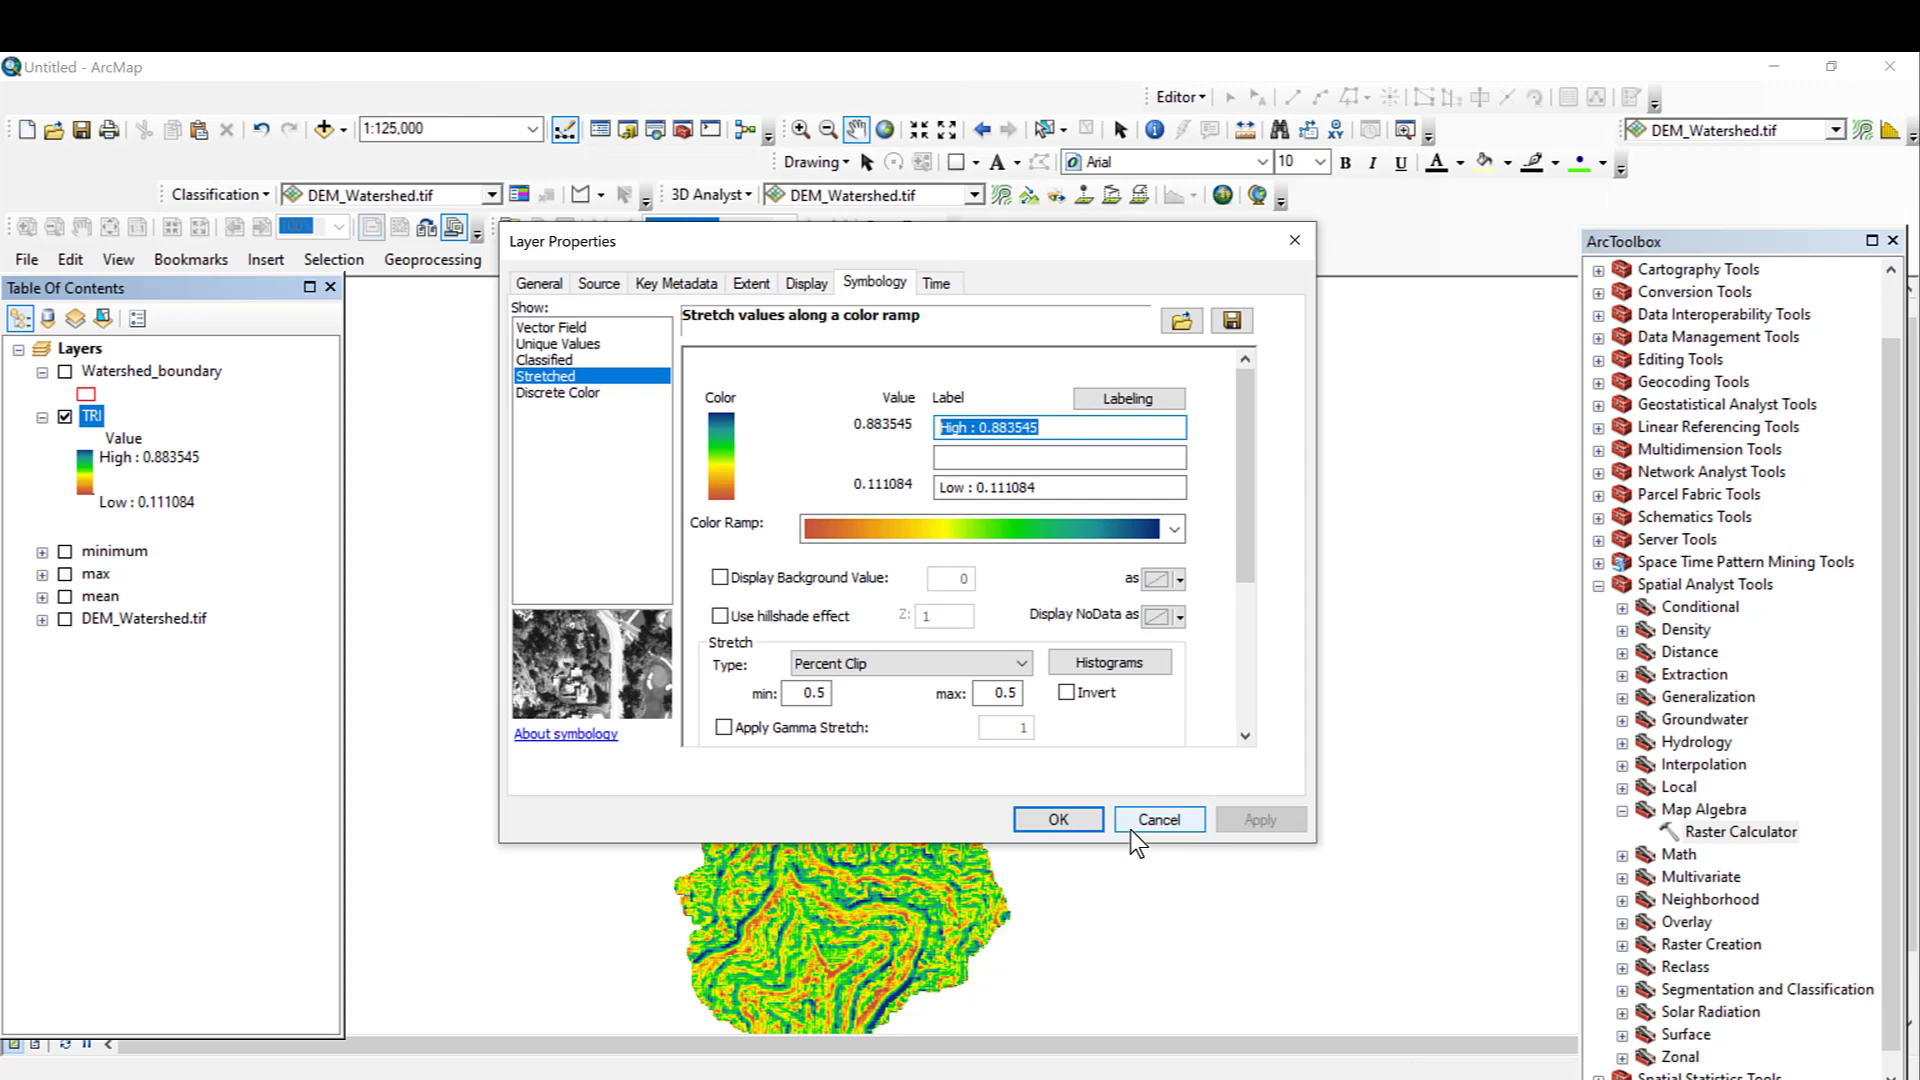 Untitled - ArcMap
Editor
1:125,000
DEM_Watershed.tif
Drawing
Arial
10
B I U A
Classification
DEM_Watershed.tif
3D Analyst
DEM_Watershed.tif
100%
File Edit View Bookmarks Insert Selection Geoprocessing
Table Of Contents
Layers
Watershed_boundary
TRI
Value
High : 0.883545
Low : 0.111084
minimum
max
mean
DEM_Watershed.tif
Layer Properties
General Source Key Metadata Extent Display Symbology Time
Show:
Vector Field
Unique Values
Classified
Stretched
Discrete Color
About symbology
Stretch values along a color ramp
Color Value Label Labeling
0.883545 High : 0.883545
0.111084 Low : 0.111084
Color Ramp:
Display Background Value: 0 as
Use hillshade effect Z: 1 Display NoData as
Stretch
Type: Percent Clip Histograms
min: 0.5 max: 0.5 Invert
Apply Gamma Stretch: 1
OK Cancel Apply
ArcToolbox
Cartography Tools
Conversion Tools
Data Interoperability Tools
Data Management Tools
Editing Tools
Geocoding Tools
Geostatistical Analyst Tools
Linear Referencing Tools
Multidimension Tools
Network Analyst Tools
Parcel Fabric Tools
Schematics Tools
Server Tools
Space Time Pattern Mining Tools
Spatial Analyst Tools
Conditional
Density
Distance
Extraction
Generalization
Groundwater
Hydrology
Interpolation
Local
Map Algebra
Raster Calculator
Math
Multivariate
Neighborhood
Overlay
Raster Creation
Reclass
Segmentation and Classification
Solar Radiation
Surface
Zonal
Spatial Statistics Tools